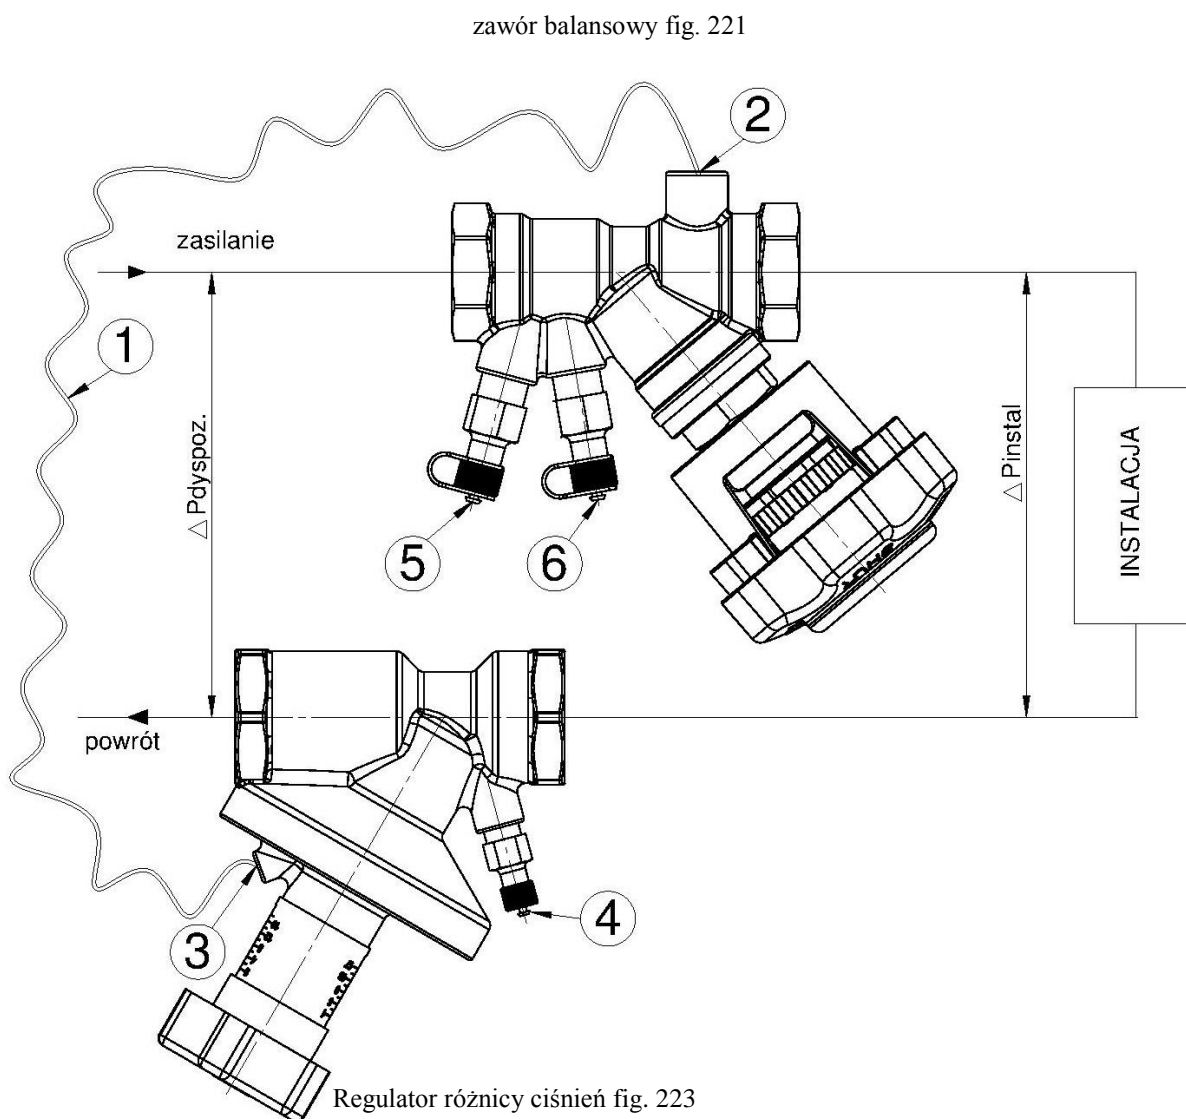 zawór balansowy fig. 221
2
zasilanie
1
△ Pdyspoz.
△ Pinstal
INSTALACJA
5
6
powrót
4
3
Regulator różnicy ciśnień fig. 223